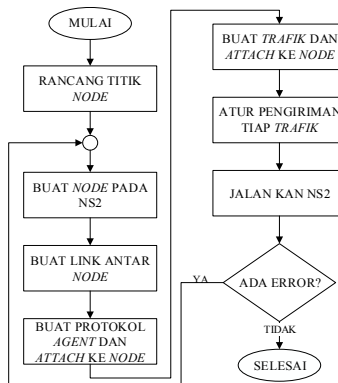 MULAI
RANCANG TITIK
NODE
BUAT NODE PADA
NS2
BUAT LINK ANTAR
NODE
BUAT PROTOKOL
AGENT DAN
ATTACH KE NODE
BUAT TRAFIK DAN
ATTACH KE NODE
ATUR PENGIRIMAN
TIAP TRAFIK
JALAN KAN NS2
ADA ERROR?
YA
TIDAK
SELESAI